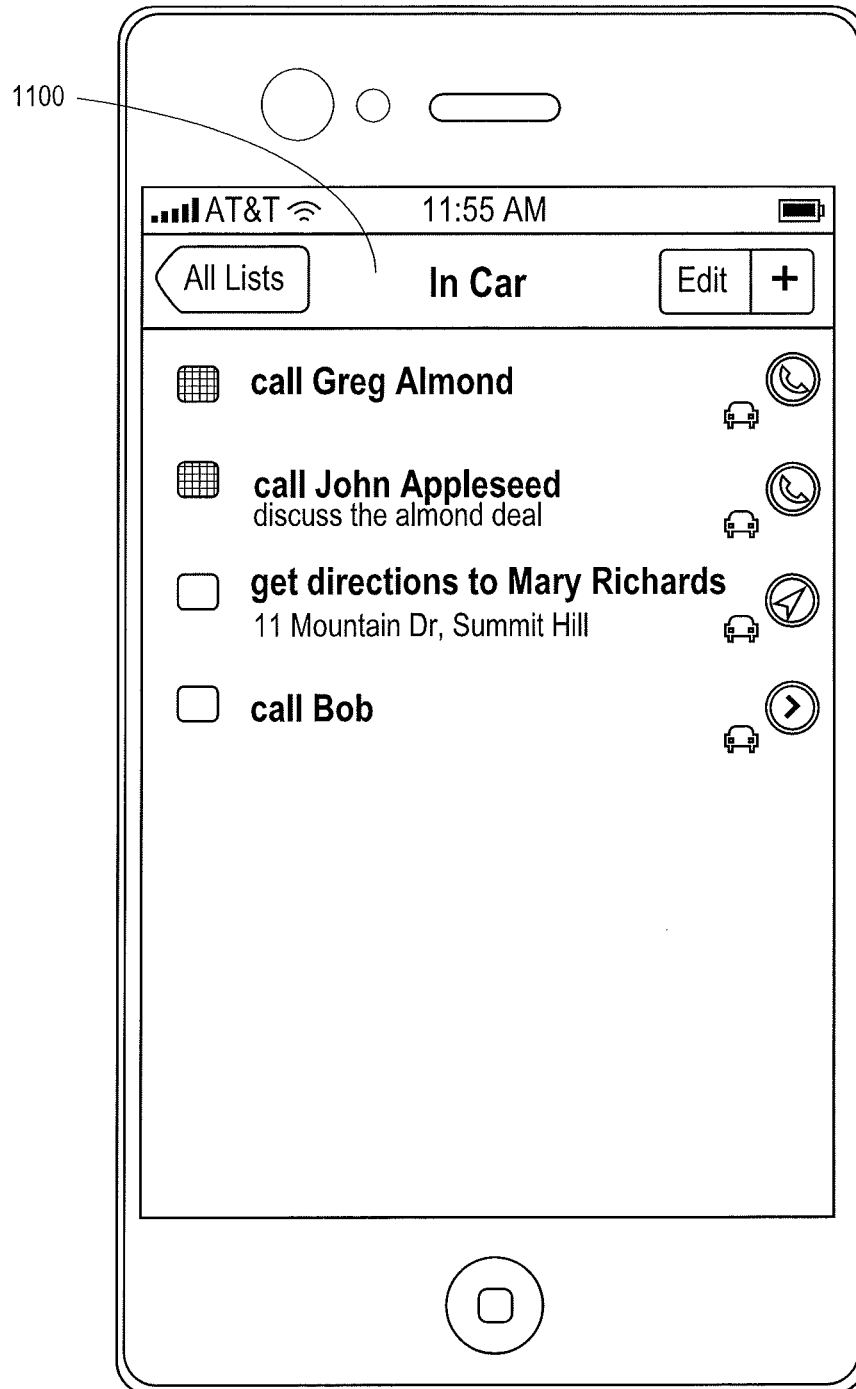 1100
AT&T 11:55 AM
All Lists In Car Edit +
call Greg Almond
call John Appleseed
discuss the almond deal
get directions to Mary Richards
11 Mountain Dr, Summit Hill
call Bob